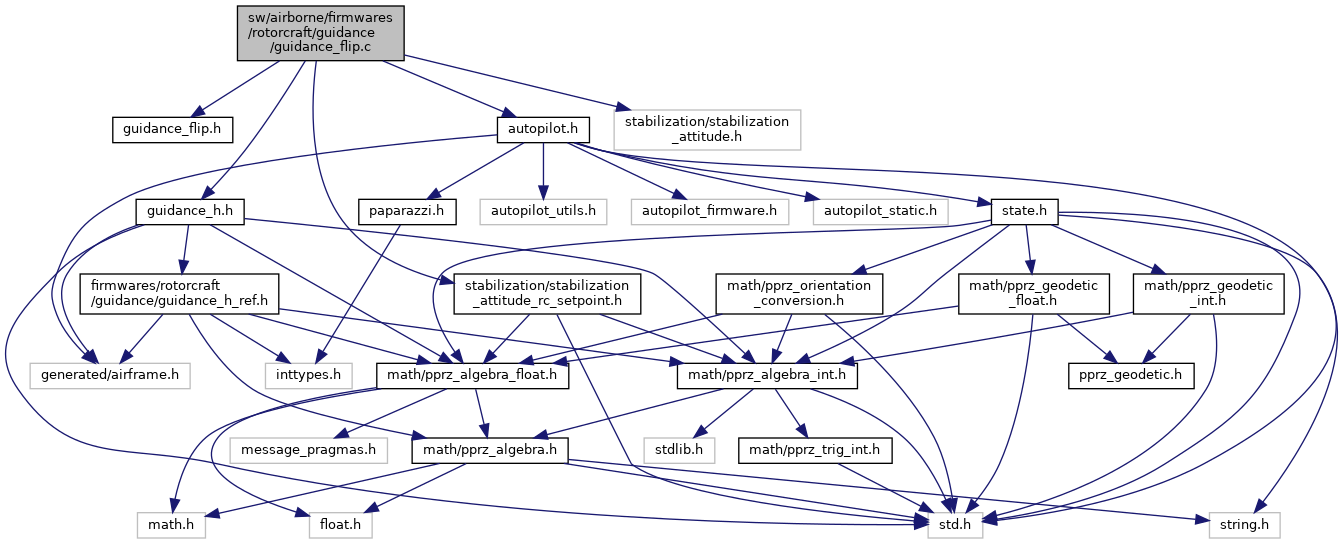 sw/airborne/firmwares
/rotorcraft/guidance
/guidance_flip.c
guidance_flip.h
autopilot.h
stabilization/stabilization
_attitude.h
guidance_h.h
paparazzi.h
autopilot_utils.h
autopilot_firmware.h
autopilot_static.h
state.h
firmwares/rotorcraft
/guidance/guidance_h_ref.h
stabilization/stabilization
_attitude_rc_setpoint.h
math/pprz_orientation
_conversion.h
math/pprz_geodetic
_float.h
math/pprz_geodetic
_int.h
generated/airframe.h
inttypes.h
math/pprz_algebra_float.h
math/pprz_algebra_int.h
pprz_geodetic.h
message_pragmas.h
math/pprz_algebra.h
stdlib.h
math/pprz_trig_int.h
math.h
float.h
std.h
string.h